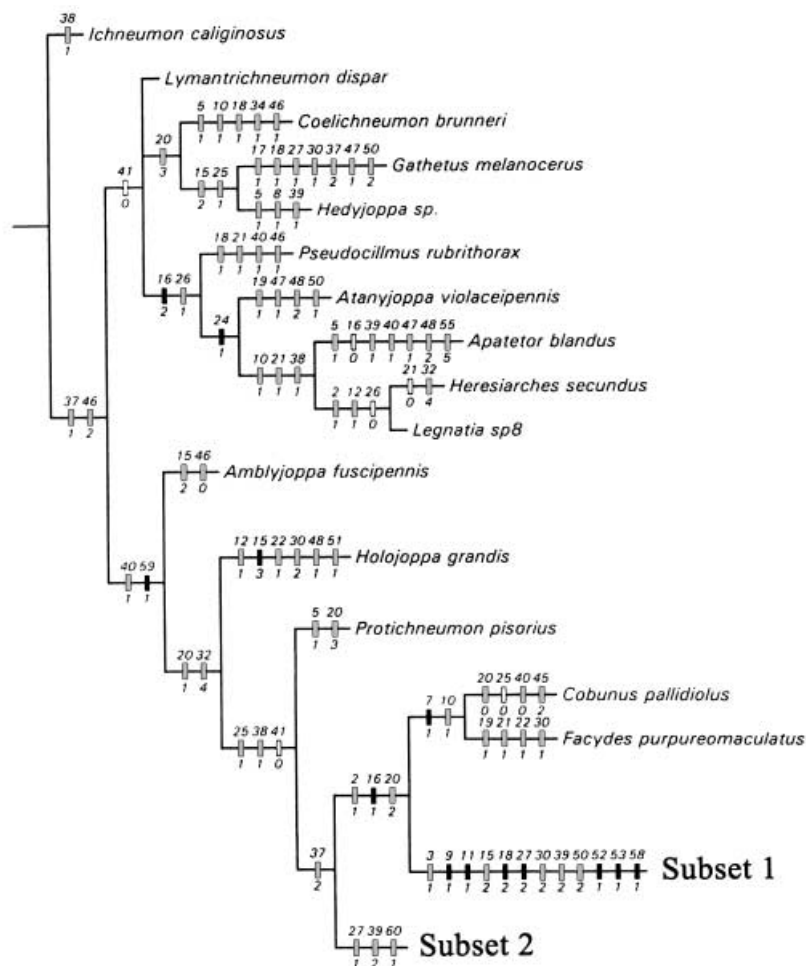 38
1
Ichneumon caliginosus
Lymantrichneumon dispar
5 10 18 34 46
1 1 1 1 1
Coelichneumon brunneri
20
3
17 18 27 30 37 47 50
1 1 1 1 2 1 2
Gathetus melanocerus
41
0
15 25
2 1
5 8 39
1 1 1
Hedyjoppa sp.
18 21 40 46
1 1 1 1
Pseudocillmus rubrithorax
16 26
2 1
19 47 48 50
1 1 2 1
Atanyjoppa violaceipennis
24
1
5 16 39 40 47 48 55
1 0 1 1 1 2 5
Apatetor blandus
10 21 38
1 1 1
21 32
0 4
Heresiarches secundus
2 12 26
1 1 0
Legnatia sp8
37 46
1 2
15 46
2 0
Amblyjoppa fuscipennis
40 59
1 1
12 15 22 30 48 51
1 3 1 2 1 1
Holojoppa grandis
20 32
1 4
5 20
1 3
Protichneumon pisorius
25 38 41
1 1 0
20 25 40 45
0 0 0 2
Cobunus pallidiolus
7 10
1 1
19 21 22 30
1 1 1 1
Facydes purpureomaculatus
2 16 20
1 1 2
37
2
3 9 11 15 18 27 30 39 50 52 53 58
1 1 1 2 2 2 2 2 2 1 1 1
Subset 1
27 39 60
1 2 1
Subset 2